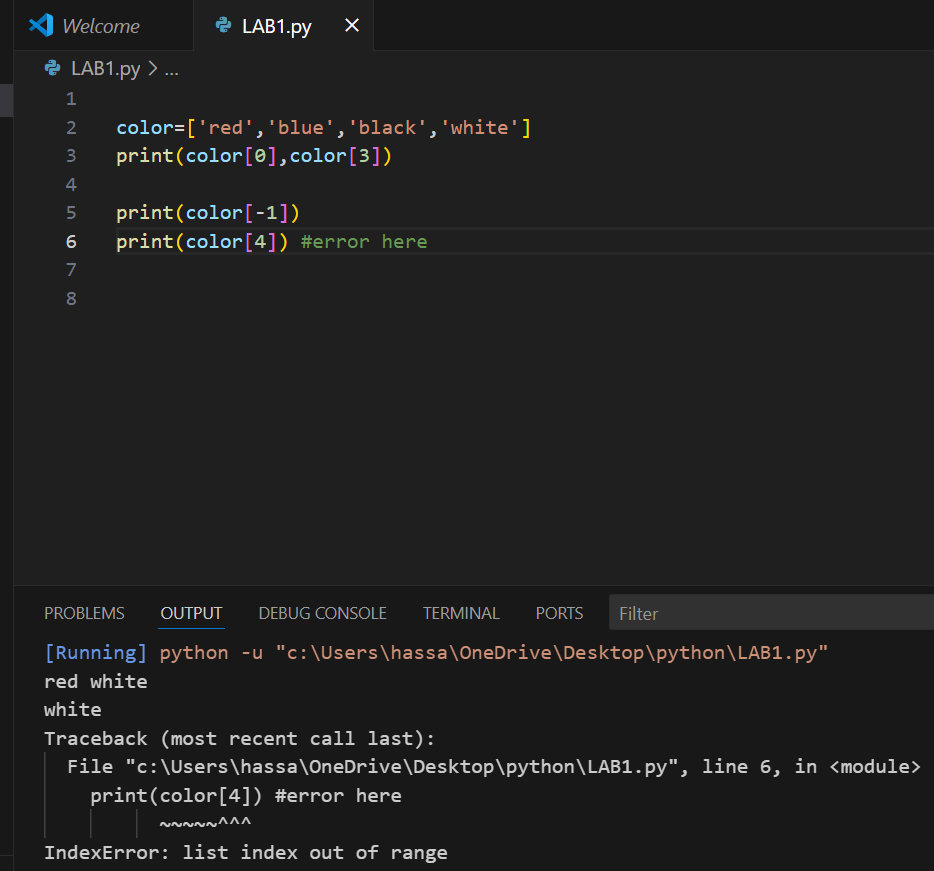 Welcome
LAB1.py
LAB1.py > ...
1
2 color=['red','blue','black','white']
3 print(color[0],color[3])
4
5 print(color[-1])
6 print(color[4]) #error here
7
8
PROBLEMS OUTPUT DEBUG CONSOLE TERMINAL PORTS Filter
[Running] python -u "c:\Users\hassa\OneDrive\Desktop\python\LAB1.py"
red white
white
Traceback (most recent call last):
  File "c:\Users\hassa\OneDrive\Desktop\python\LAB1.py", line 6, in <module>
    print(color[4]) #error here
          ~~~~~^^^
IndexError: list index out of range